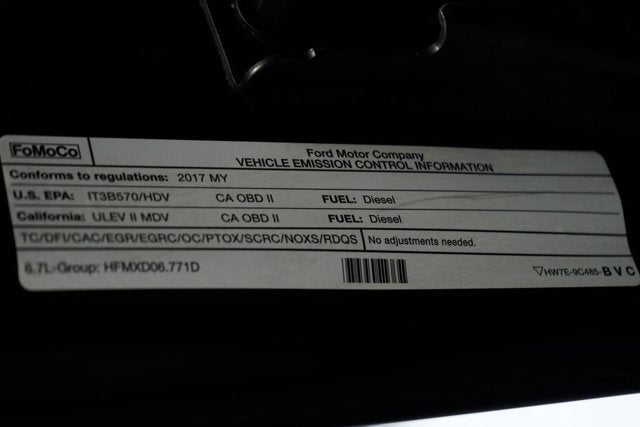 FoMoCo
Ford Motor Company
VEHICLE EMISSION CONTROL INFORMATION
Conforms to regulations: 2017 MY
U.S. EPA: IT3B570/HDV CA OBD II FUEL: Diesel
California: ULEV II MDV CA OBD II FUEL: Diesel
TC/DFI/CAC/EGR/EGRC/OC/PTOX/SCRC/NOXS/RDQS No adjustments needed.
6.7L-Group: HFMXD06.771D
HW7E-9C485-BVC